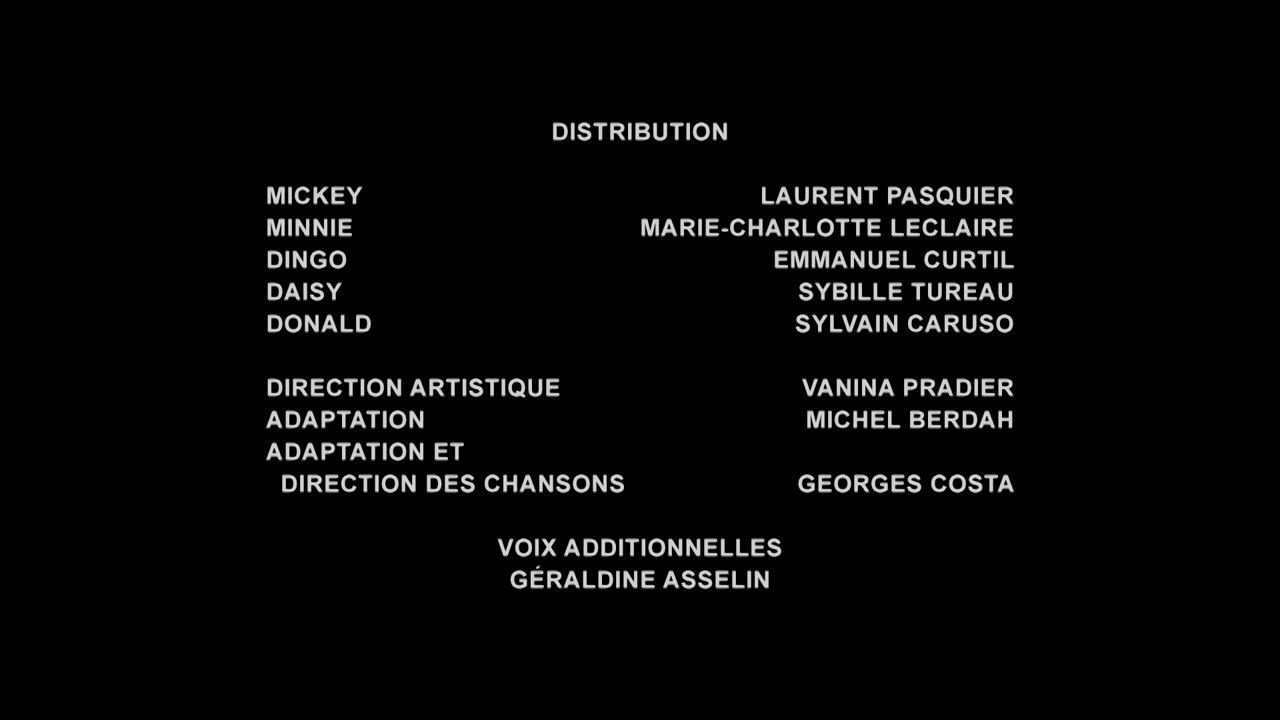 DISTRIBUTION
MICKEY LAURENT PASQUIER
MINNIE MARIE-CHARLOTTE LECLAIRE
DINGO EMMANUEL CURTIL
DAISY SYBILLE TUREAU
DONALD SYLVAIN CARUSO
DIRECTION ARTISTIQUE VANINA PRADIER
ADAPTATION MICHEL BERDAH
ADAPTATION ET
DIRECTION DES CHANSONS GEORGES COSTA
VOIX ADDITIONNELLES
GÉRALDINE ASSELIN